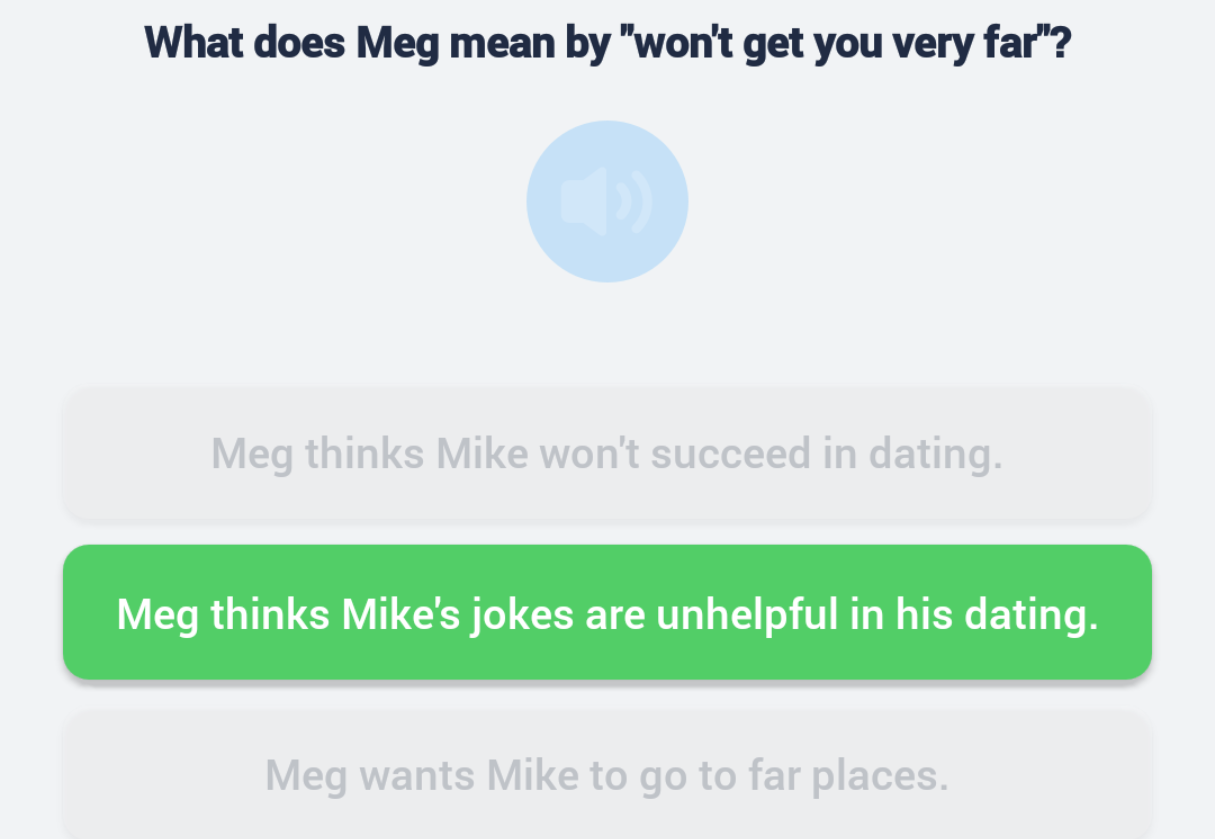 What does Meg mean by "won't get you very far"?
Meg thinks Mike won't succeed in dating.
Meg thinks Mike's jokes are unhelpful in his dating.
Meg wants Mike to go to far places.